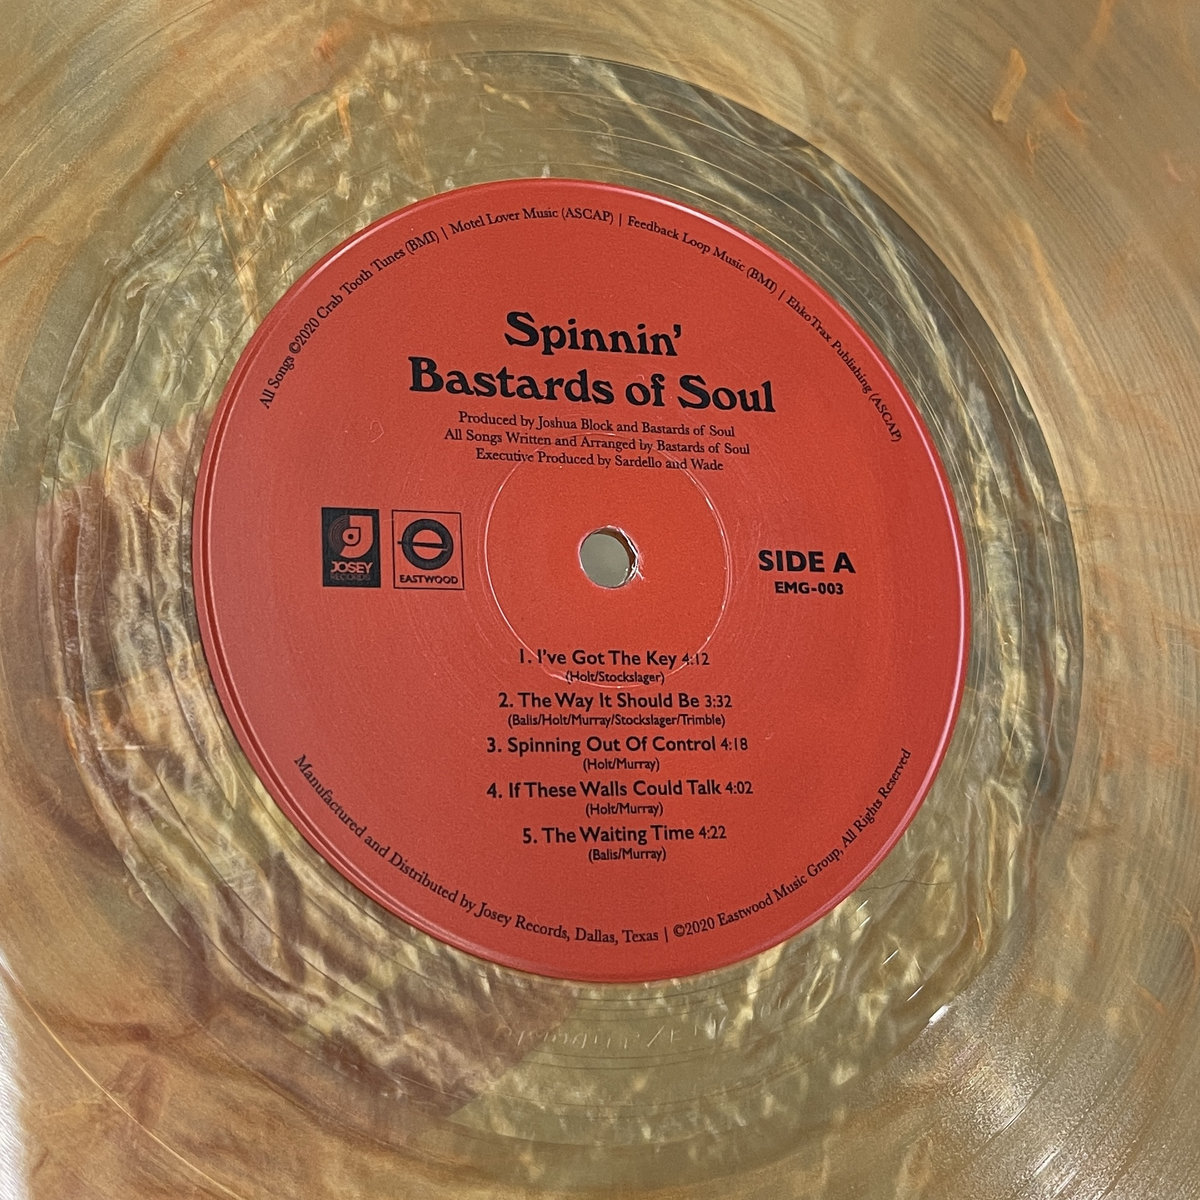 All Songs ©2020 Crab Tooth Tunes (BMI) | Motel Lover Music (ASCAP) | Feedback Loop Music (BMI) | EhkoTrax Publishing (ASCAP)
Spinnin'
Bastards of Soul
Produced by Joshua Block and Bastards of Soul
All Songs Written and Arranged by Bastards of Soul
Executive Produced by Sardello and Wade
JOSEY
RECORDS
EASTWOOD
SIDE A
EMG-003
1. I've Got The Key 4:12
(Holt/Stockslager)
2. The Way It Should Be 3:32
(Balis/Holt/Murray/Stockslager/Trimble)
3. Spinning Out Of Control 4:18
(Holt/Murray)
4. If These Walls Could Talk 4:02
(Holt/Murray)
5. The Waiting Time 4:22
(Balis/Murray)
Manufactured and Distributed by Josey Records, Dallas, Texas | ©2020 Eastwood Music Group, All Rights Reserved